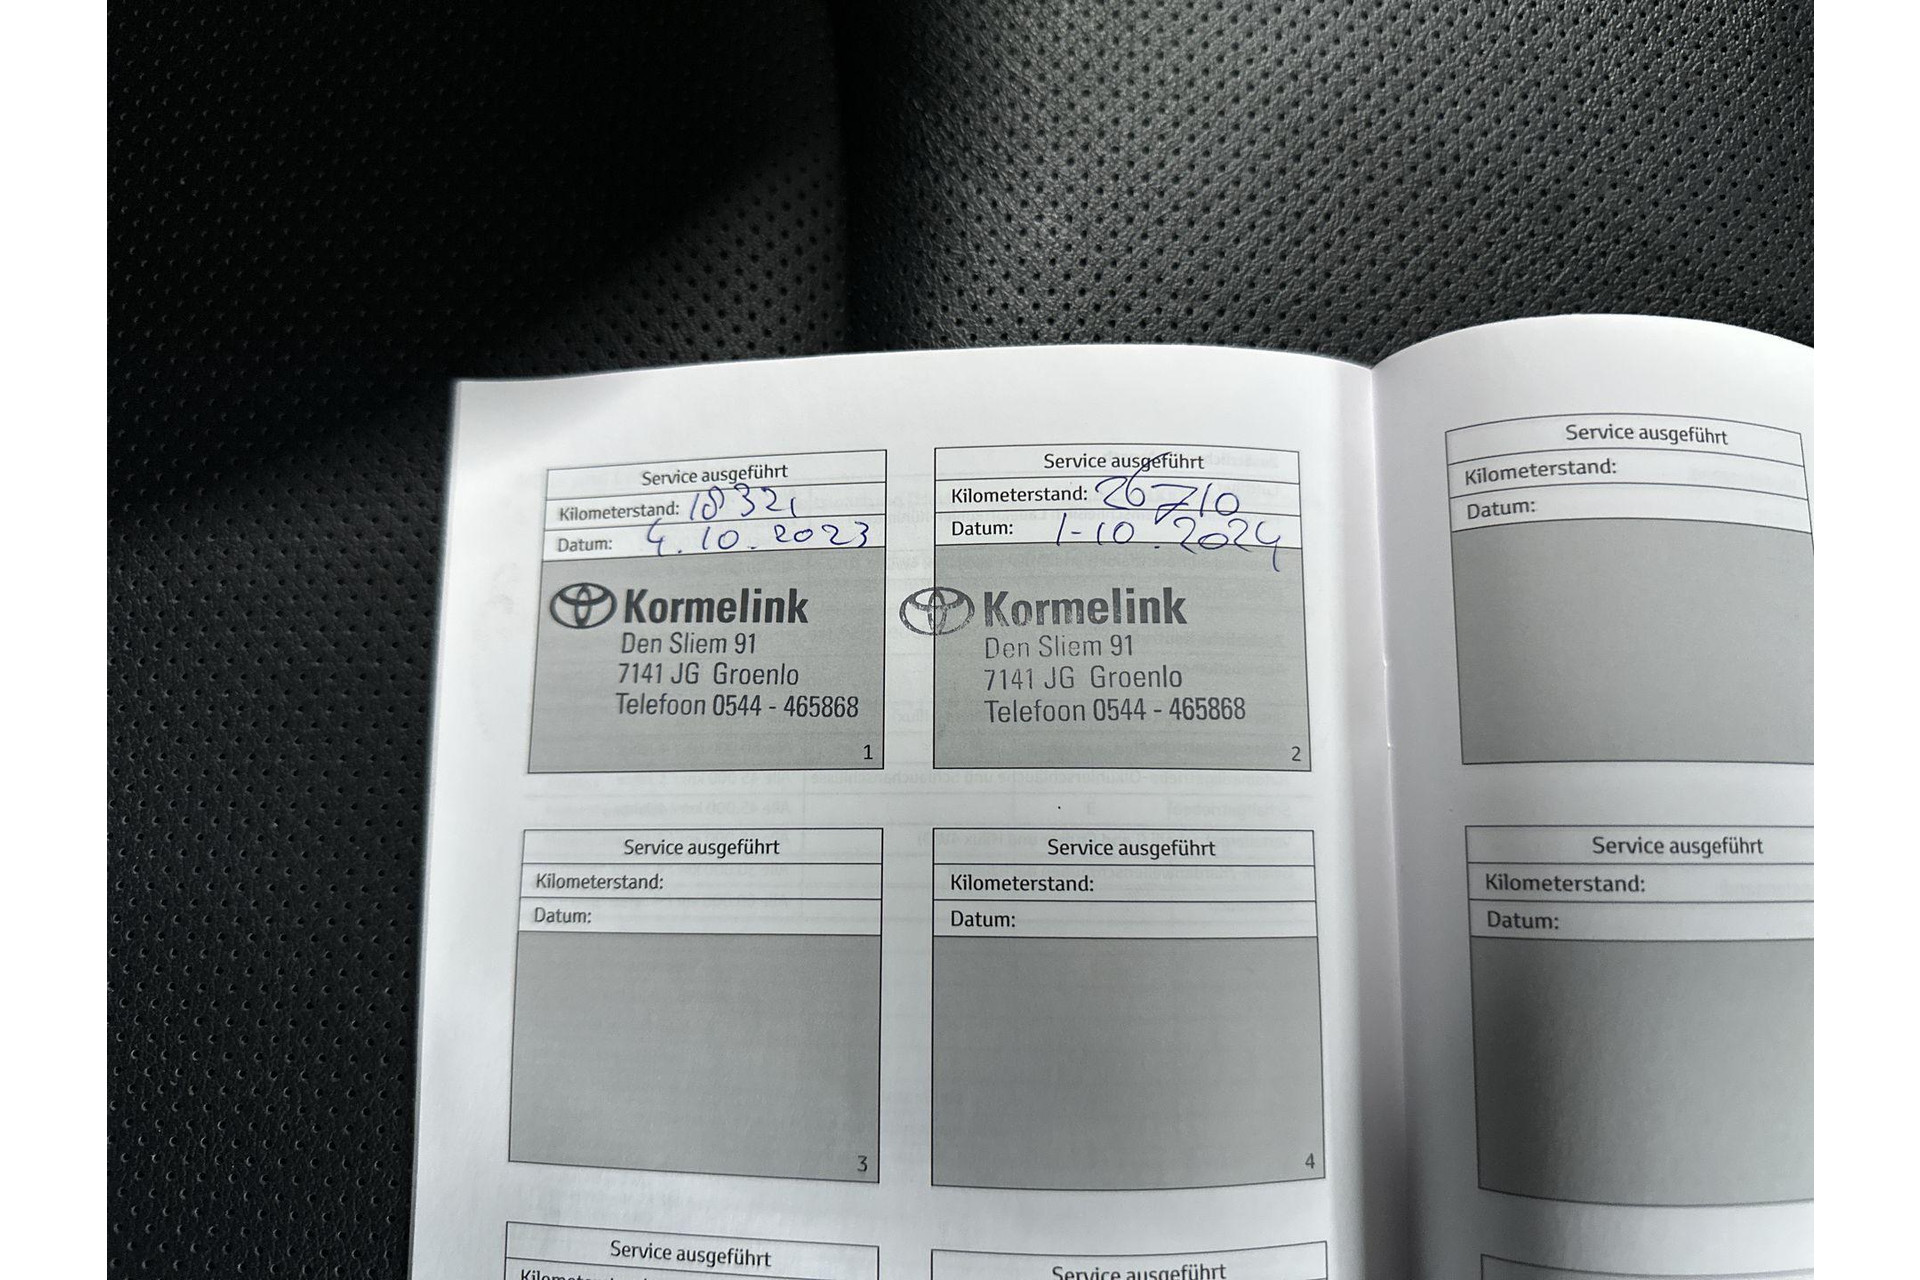 Service ausgeführt
Kilometerstand: 18321
Datum: 4.10.2023
Kormelink
Den Sliem 91
7141 JG Groenlo
Telefoon 0544 - 465868
1
Service ausgeführt
Kilometerstand: 26710
Datum: 1-10.2024
Kormelink
Den Sliem 91
7141 JG Groenlo
Telefoon 0544 - 465868
2
Service ausgeführt
Kilometerstand:
Datum:
3
Service ausgeführt
Kilometerstand:
Datum:
4
Service ausgeführt
Service ausgeführt
Service ausgeführt
Kilometerstand:
Datum:
Service ausgeführt
Kilometerstand:
Datum: